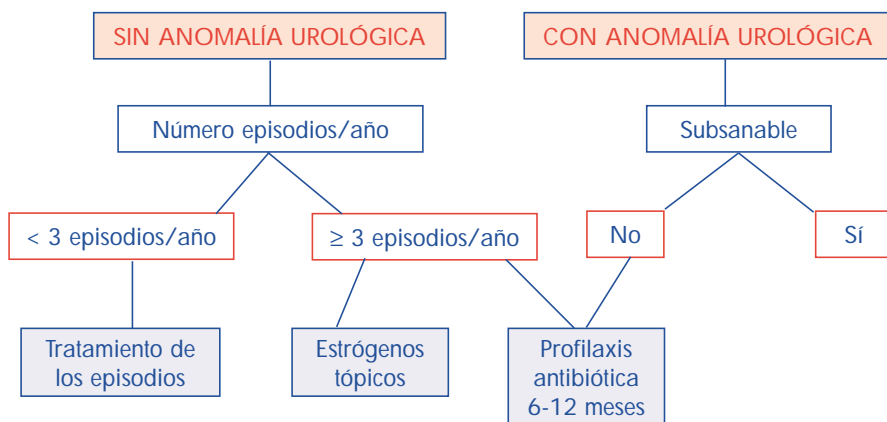 SIN ANOMALÍA UROLÓGICA
CON ANOMALÍA UROLÓGICA
Número episodios/año
Subsanable
< 3 episodios/año
≥ 3 episodios/año
No
Sí
Tratamiento de
los episodios
Estrógenos
tópicos
Profilaxis
antibiótica
6-12 meses